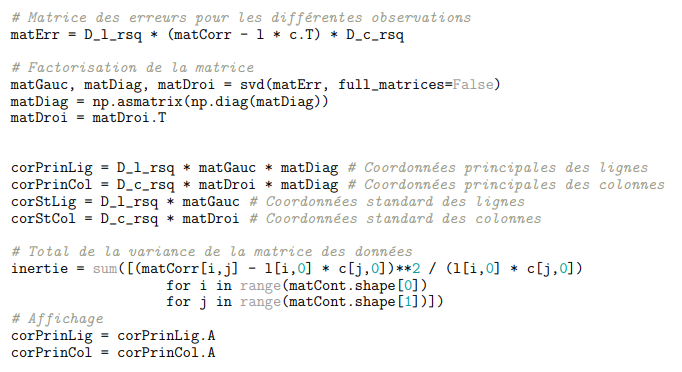 # Matrice des erreurs pour les différentes observations
matErr = D_l_rsq * (matCorr - l * c.T) * D_c_rsq
# Factorisation de la matrice
matGauc, matDiag, matDroi = svd(matErr, full_matrices=False)
matDiag = np.asmatrix(np.diag(matDiag))
matDroi = matDroi.T
corPrinLig = D_l_rsq * matGauc * matDiag # Coordonnées principales des lignes
corPrinCol = D_c_rsq * matDroi * matDiag # Coordonnées principales des colonnes
corStLig = D_l_rsq * matGauc # Coordonnées standard des lignes
corStCol = D_c_rsq * matDroi # Coordonnées standard des colonnes
# Total de la variance de la matrice des données
inertie = sum([(matCorr[i,j] - l[i,0] * c[j,0])**2 / (l[i,0] * c[j,0])
for i in range(matCont.shape[0])
for j in range(matCont.shape[1])])
# Affichage
corPrinLig = corPrinLig.A
corPrinCol = corPrinCol.A